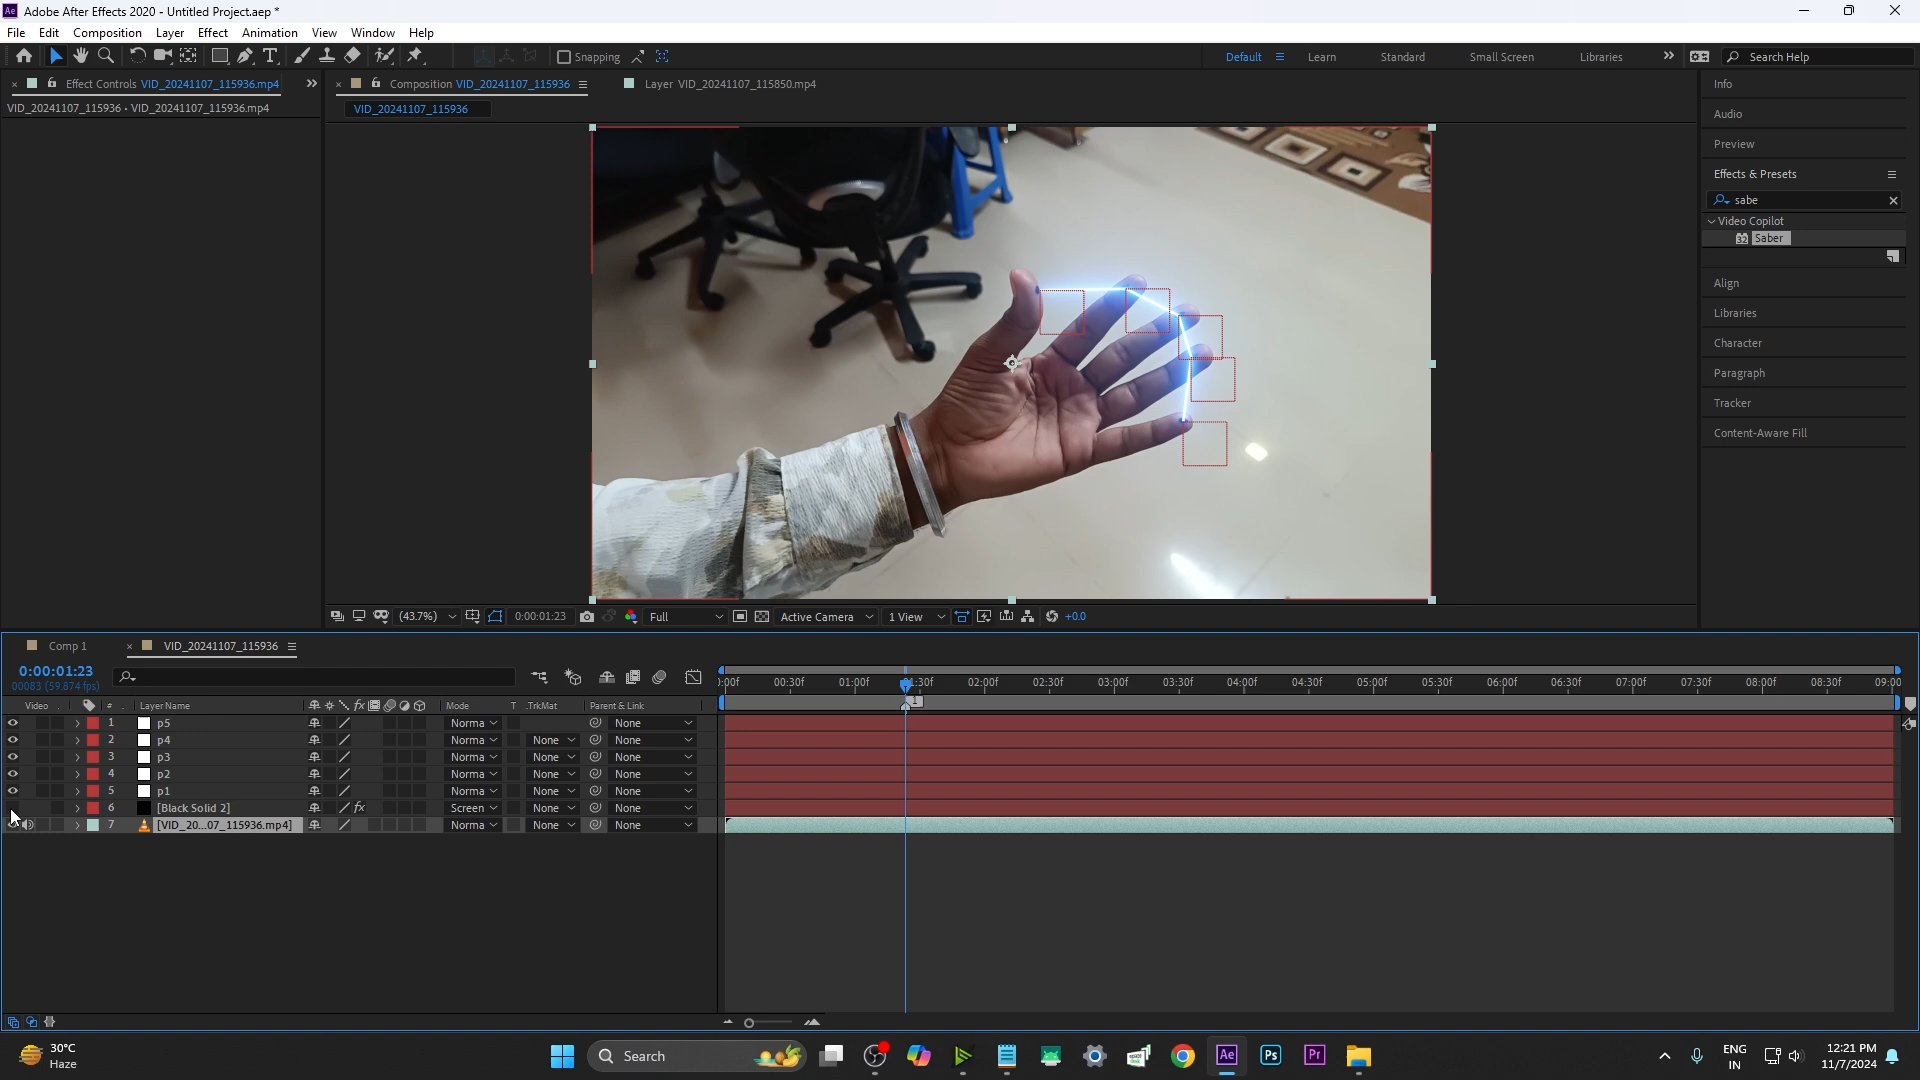 Ae Adobe After Effects 2020 - Untitled Project.aep *
File Edit Composition Layer Effect Animation View Window Help
Snapping Default Learn Standard Small Screen Libraries Search Help
Effect Controls VID_20241107_115936.mp4
Composition VID_20241107_115936
Layer VID_20241107_115850.mp4
VID_20241107_115936 • VID_20241107_115936.mp4
VID_20241107_115936
Info
Audio
Preview
Effects & Presets
sabe
Video Copilot
32 Saber
Align
Libraries
Character
Paragraph
Tracker
Content-Aware Fill
(43.7%) 0:00:01:23 Full Active Camera 1 View +0.0
Comp 1 VID_20241107_115936
0:00:01:23
00083 (59.874 fps)
:00f 00:30f 01:00f 01:30f 02:00f 02:30f 03:00f 03:30f 04:00f 04:30f 05:00f 05:30f 06:00f 06:30f 07:00f 07:30f 08:00f 08:30f 09:00
Video # Layer Name fx Mode T .TrkMat Parent & Link
1
1 p5 Norma None
2 p4 Norma None None
3 p3 Norma None None
4 p2 Norma None None
5 p1 Norma None None
6 [Black Solid 2] fx Screen None None
7 [VID_20...07_115936.mp4] Norma None None
30°C
Haze
Search
Ae Ps Pr
ENG
IN
12:21 PM
11/7/2024